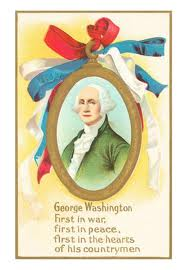 George Washington
First in war,
first in peace,
first in the hearts
of his countrymen